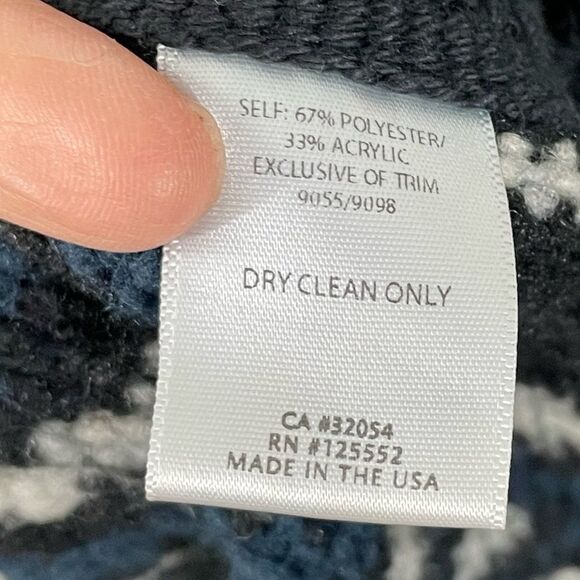 SELF: 67% POLYESTER/
33% ACRYLIC
EXCLUSIVE OF TRIM
9055/9098
DRY CLEAN ONLY
CA #32054
RN #125552
MADE IN THE USA